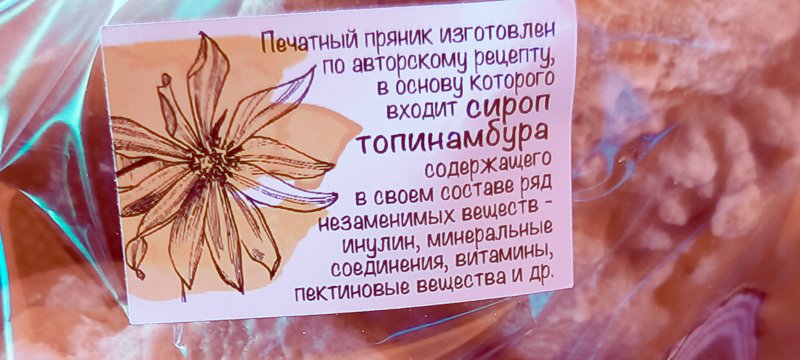 Печатный пряник изготовлен
по авторскому рецепту,
в основу которого
входит сироп
топинамбура
содержащего
в своем составе ряд
незаменимых веществ -
инулин, минеральные
соединения, витамины,
пектиновые вещества и др.